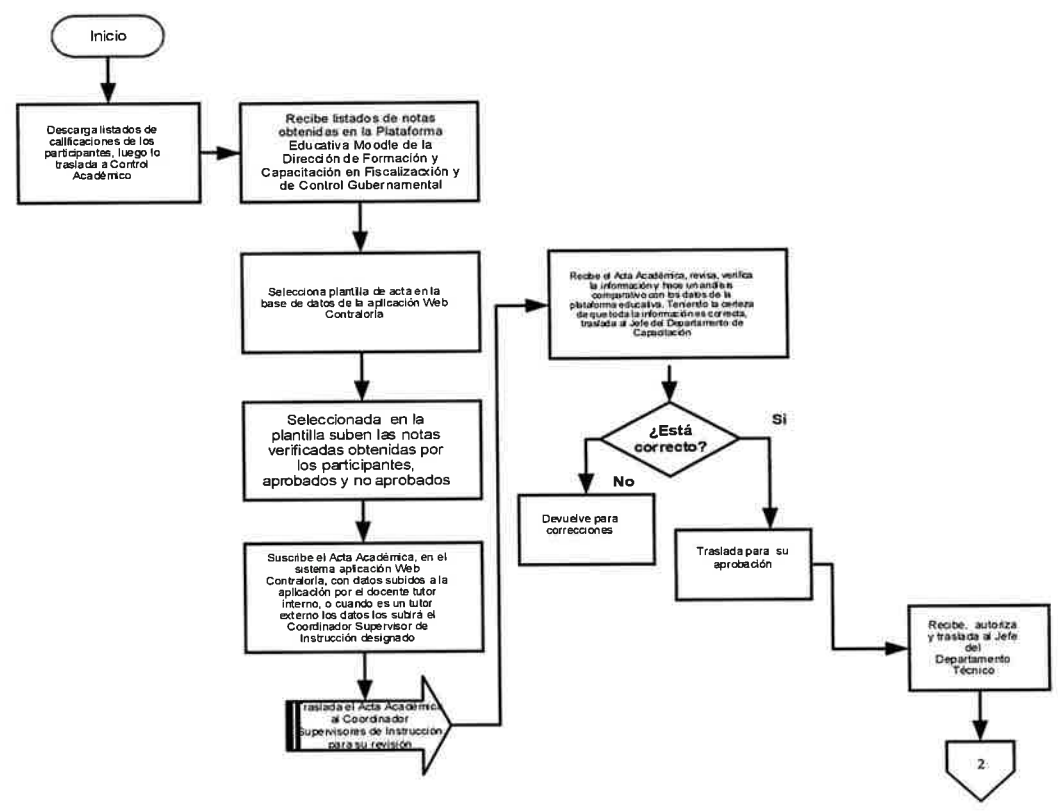 Inicio
Descarga listados de
callificaciones de los
participantes, luego lo
traslada a Control
Académico
Recibe listados de notas
obtenidas en la Plataforma
Educativa Moodle de la
Dirección de Formación y
Capacitación en Fiscalizacxión y
de Control Gubernamental
Selecciona plantilla de acta en la
base de datos de la aplicación Web
Contraloría
Seleccionada en la
plantilla suben las notas
verificadas obtenidas por
los participantes,
aprobados y no aprobados
Suscribe el Acta Académica, en el
sistema aplicación Web
Contraloría, con datos subidos a la
aplicación por el docente tutor
interno, o cuando es un tutor
externo los datos los subirá el
Coordinador Supervisor de
Instrucción designado
Traslada el Acta Académica
al Coordinador
Supervisores de Instrucción
para su revisión
Recibe el Acta Académica, revisa, verifica
la información y hace un análisis
comparativo con los datos de la
plataforma educativa. Teniendo la certeza
de que toda la información es correcta,
traslada al Jefe del Departamento de
Capacitación
¿Está
correcto?
Si
No
Devuelve para
correcciones
Traslada para su
aprobación
Recibe, autoriza
y traslada al Jefe
del
Departamento
Técnico
2